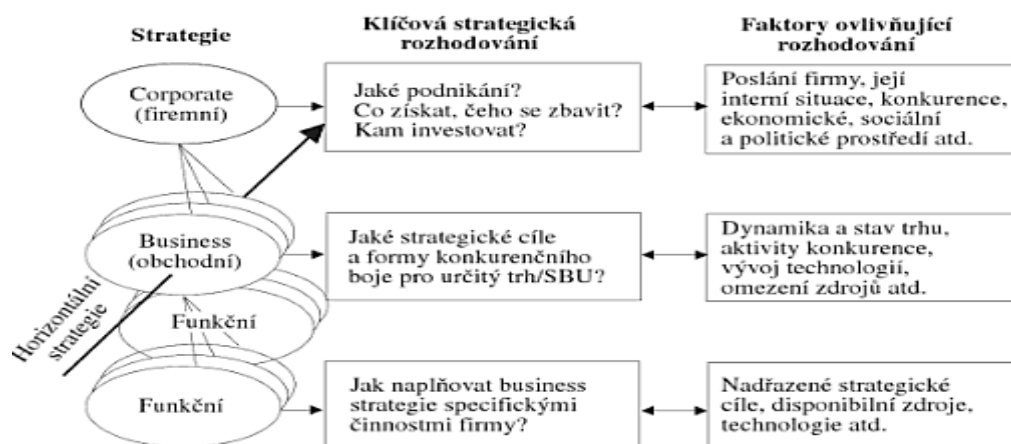 Strategie
Klíčová strategická
rozhodování
Faktory ovlivňující
rozhodování
Corporate
(firemní)
Jaké podnikání?
Co získat, čeho se zbavit?
Kam investovat?
Poslání firmy, její
interní situace, konkurence,
ekonomické, sociální
a politické prostředí atd.
Business
(obchodní)
Jaké strategické cíle
a formy konkurenčního
boje pro určitý trh/SBU?
Dynamika a stav trhu,
aktivity konkurence,
vývoj technologií,
omezení zdrojů atd.
Horizontální
strategie
Funkční
Funkční
Jak naplňovat business
strategie specifickými
činnostmi firmy?
Nadřazené strategické
cíle, disponibilní zdroje,
technologie atd.